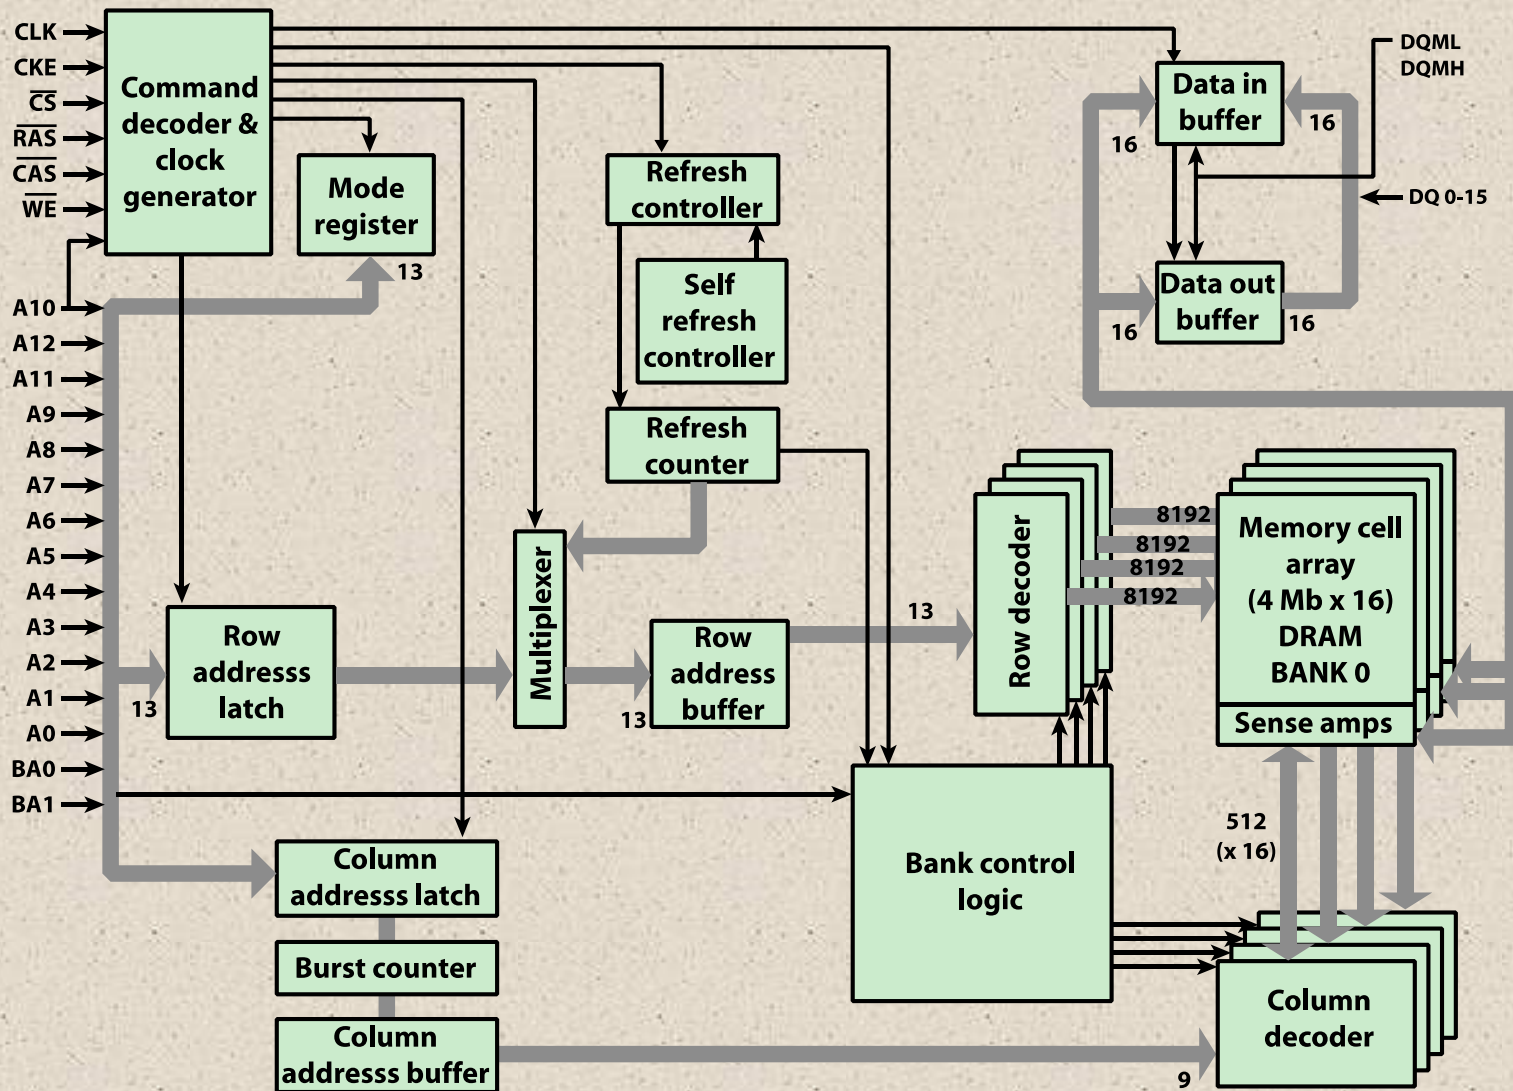 CLK
CKE
CS
RAS
CAS
WE
A10
A12
A11
A9
A8
A7
A6
A5
A4
A3
A2
A1
A0
BA0
BA1
Command
decoder &
clock
generator
Mode
register
13
Refresh
controller
Self
refresh
controller
Refresh
counter
Data in
buffer
16
16
DQML
DQMH
DQ 0-15
Data out
buffer
16
16
Row
addresss
latch
13
Multiplexer
Row
address
buffer
13
13
Row decoder
8192
8192
8192
8192
Memory cell
array
(4 Mb x 16)
DRAM
BANK 0
Sense amps
512
(x 16)
Bank control
logic
Column
addresss latch
Burst counter
Column
addresss buffer
9
Column
decoder